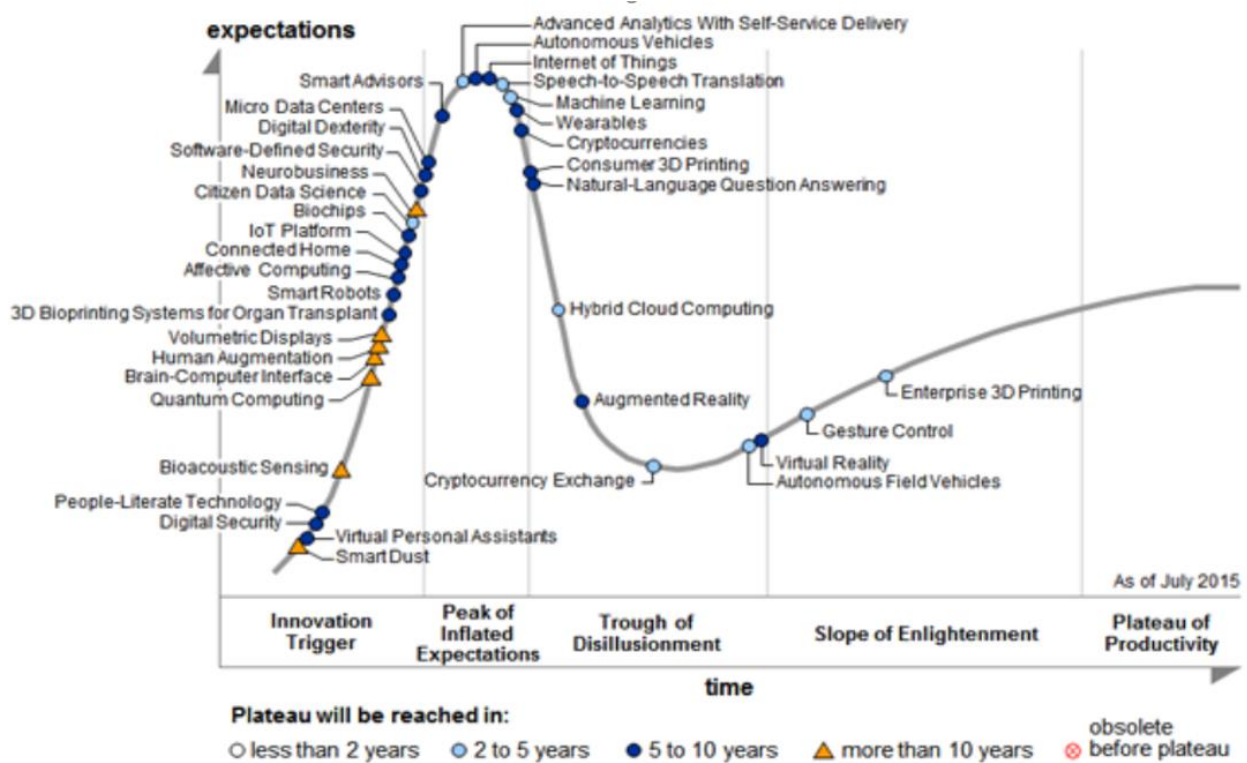 expectations
Advanced Analytics With Self-Service Delivery
Autonomous Vehicles
Internet of Things
Speech-to-Speech Translation
Machine Learning
Wearables
Cryptocurrencies
Consumer 3D Printing
Natural-Language Question Answering
Smart Advisors
Micro Data Centers
Digital Dexterity
Software-Defined Security
Neurobusiness
Citizen Data Science
Biochips
IoT Platform
Connected Home
Affective Computing
Smart Robots
3D Bioprinting Systems for Organ Transplant
Volumetric Displays
Human Augmentation
Brain-Computer Interface
Quantum Computing
Bioacoustic Sensing
People-Literate Technology
Digital Security
Virtual Personal Assistants
Smart Dust
Hybrid Cloud Computing
Augmented Reality
Cryptocurrency Exchange
Enterprise 3D Printing
Gesture Control
Virtual Reality
Autonomous Field Vehicles
As of July 2015
Innovation
Trigger
Peak of
Inflated
Expectations
Trough of
Disillusionment
Slope of Enlightenment
Plateau of
Productivity
time
Plateau will be reached in:
less than 2 years
2 to 5 years
5 to 10 years
more than 10 years
obsolete
before plateau